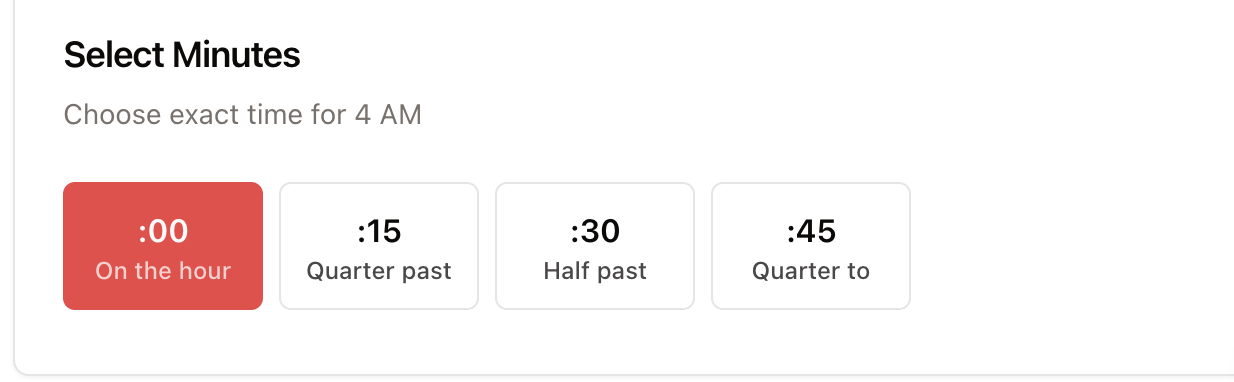 Select Minutes
Choose exact time for 4 AM
:00
On the hour
:15
Quarter past
:30
Half past
:45
Quarter to